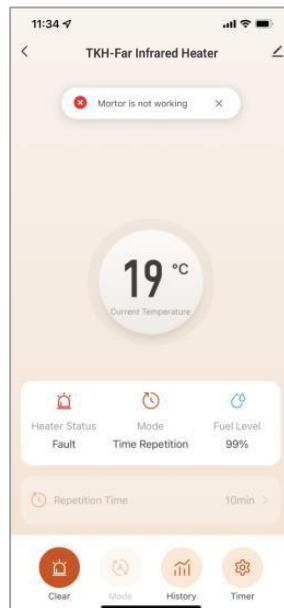 11:34
TKH-Far Infrared Heater
Mortor is not working
19 °C
Current Temperature
Heater Status
Mode
Fuel Level
Fault
Time Repetition
99%
Repetition Time
10min
Clear
Mode
History
Timer